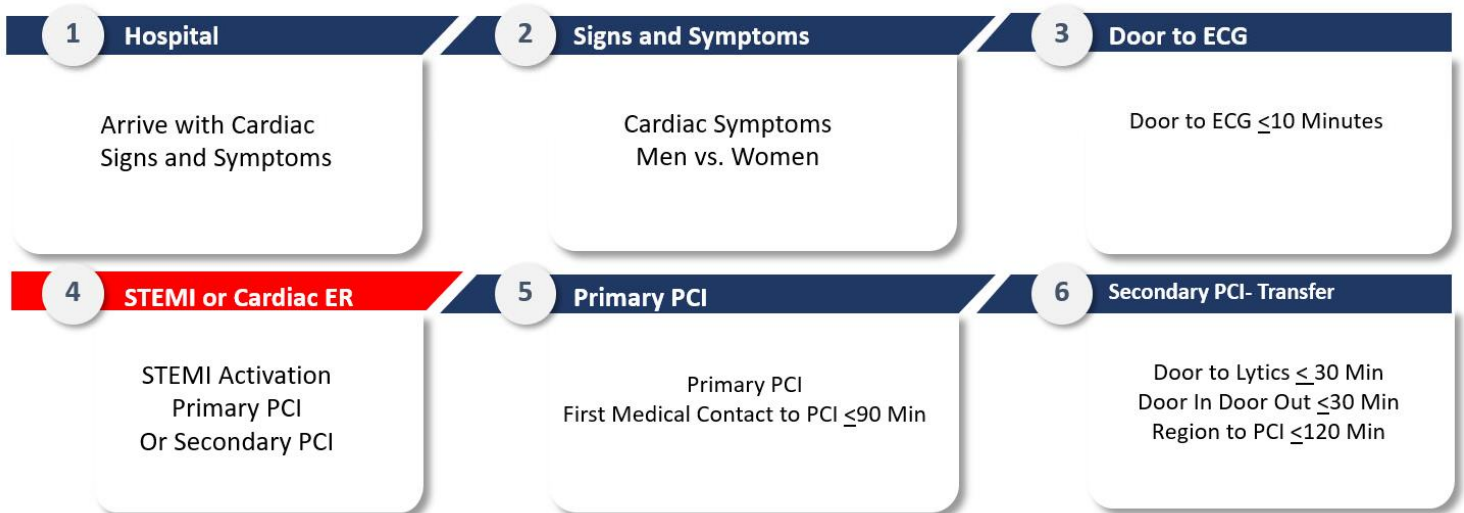 1 Hospital
Arrive with Cardiac
Signs and Symptoms
2 Signs and Symptoms
Cardiac Symptoms
Men vs. Women
3 Door to ECG
Door to ECG <10 Minutes
4 STEMI or Cardiac ER
STEMI Activation
Primary PCI
Or Secondary PCI
5 Primary PCI
Primary PCI
First Medical Contact to PCI <90 Min
6 Secondary PCI- Transfer
Door to Lytics < 30 Min
Door In Door Out <30 Min
Region to PCI <120 Min